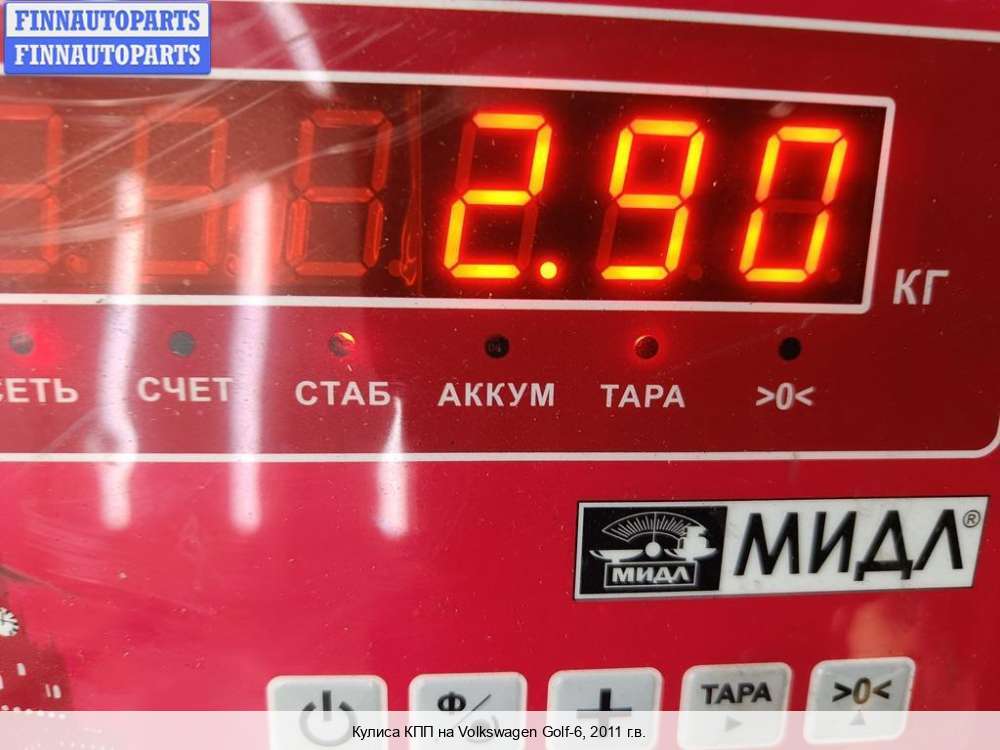 FINNAUTOPARTS
FINNAUTOPARTS
2.90
КГ
СЕТЬ СЧЕТ СТАБ АККУМ ТАРА >0<
МИДЛ
МИДЛ®
Ф/
+
ТАРА
>0<
Кулиса КПП на Volkswagen Golf-6, 2011 г.в.